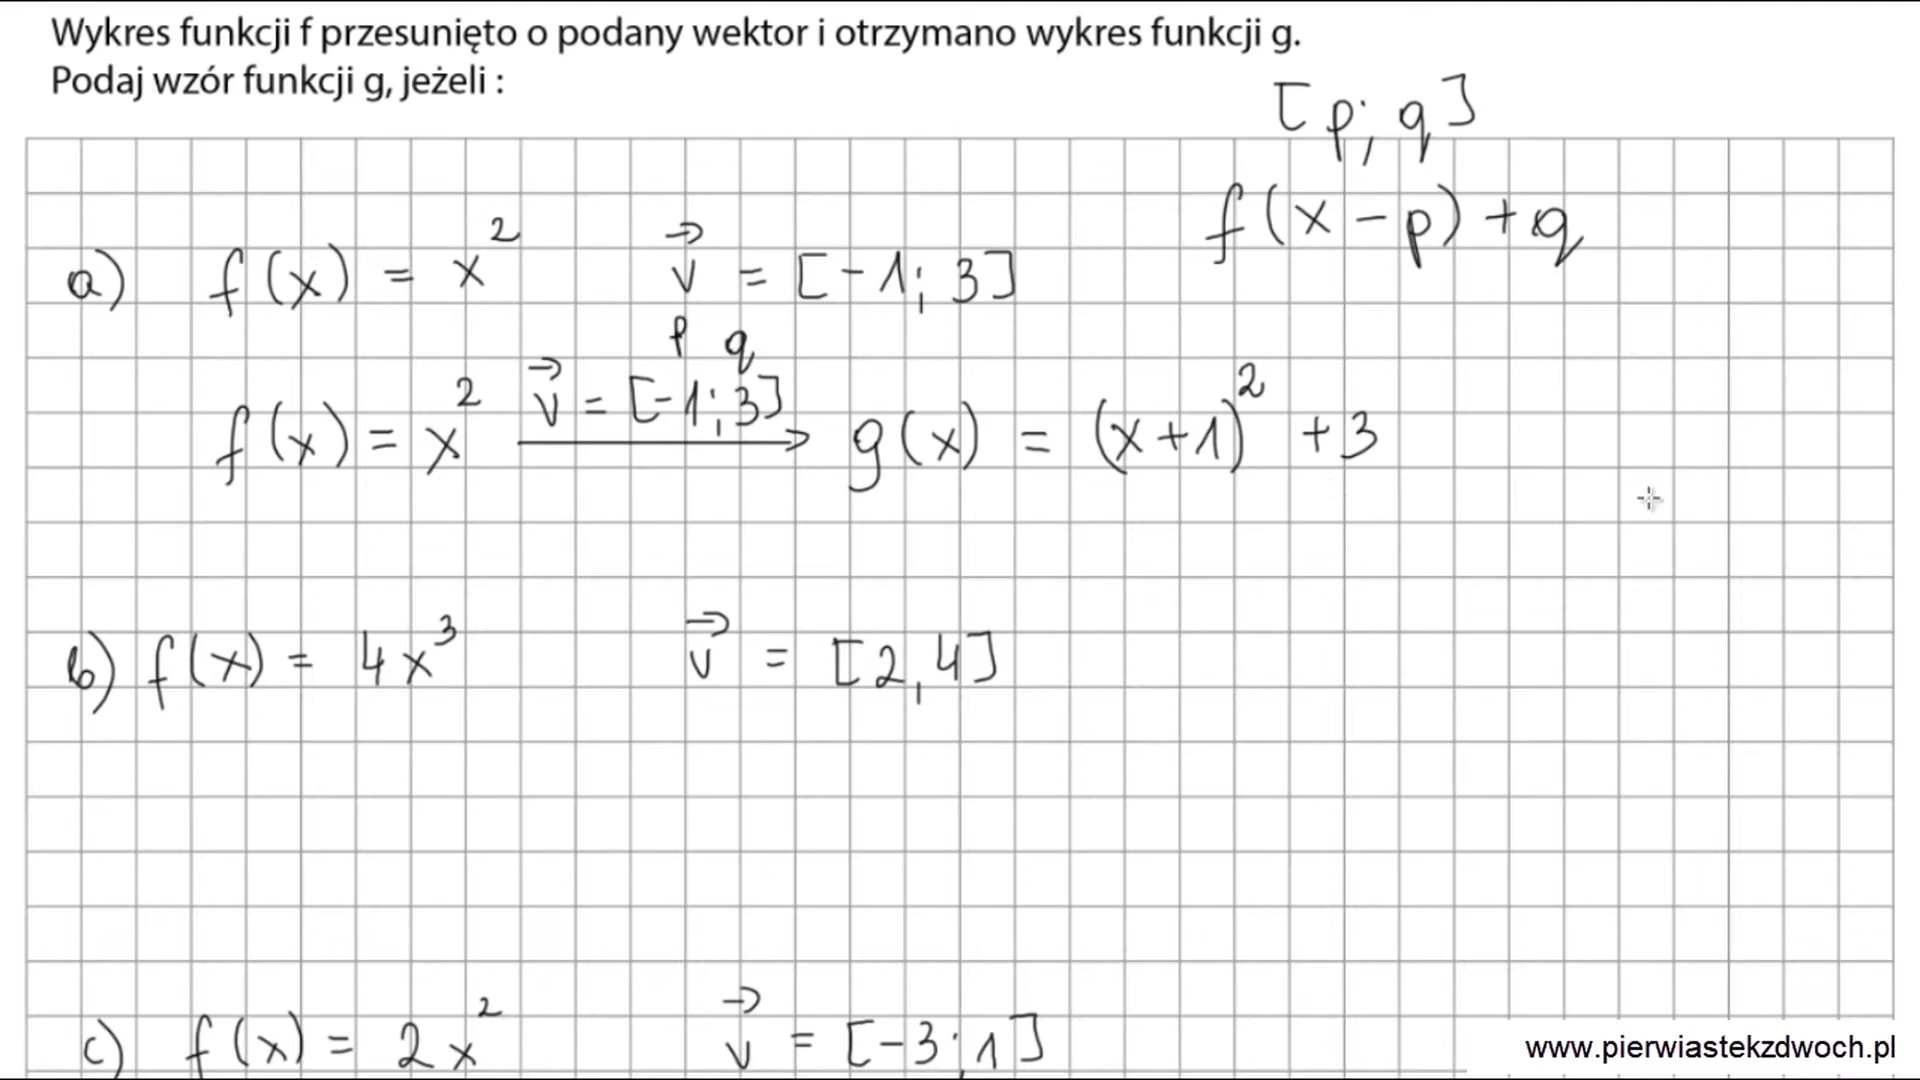 Wykres funkcji f przesunięto o podany wektor i otrzymano wykres funkcji g.
Podaj wzór funkcji g, jeżeli :
[p; q]
f(x-p)+q
a) f(x) = x² v⃗ = [-1; 3]
p q
f(x) = x² v⃗ = [-1; 3] → g(x) = (x+1)² +3
b) f(x) = 4x³ v⃗ = [2,4]
c) f(x) = 2x² v⃗ = [-3;1]
www.pierwiastekzdwoch.pl